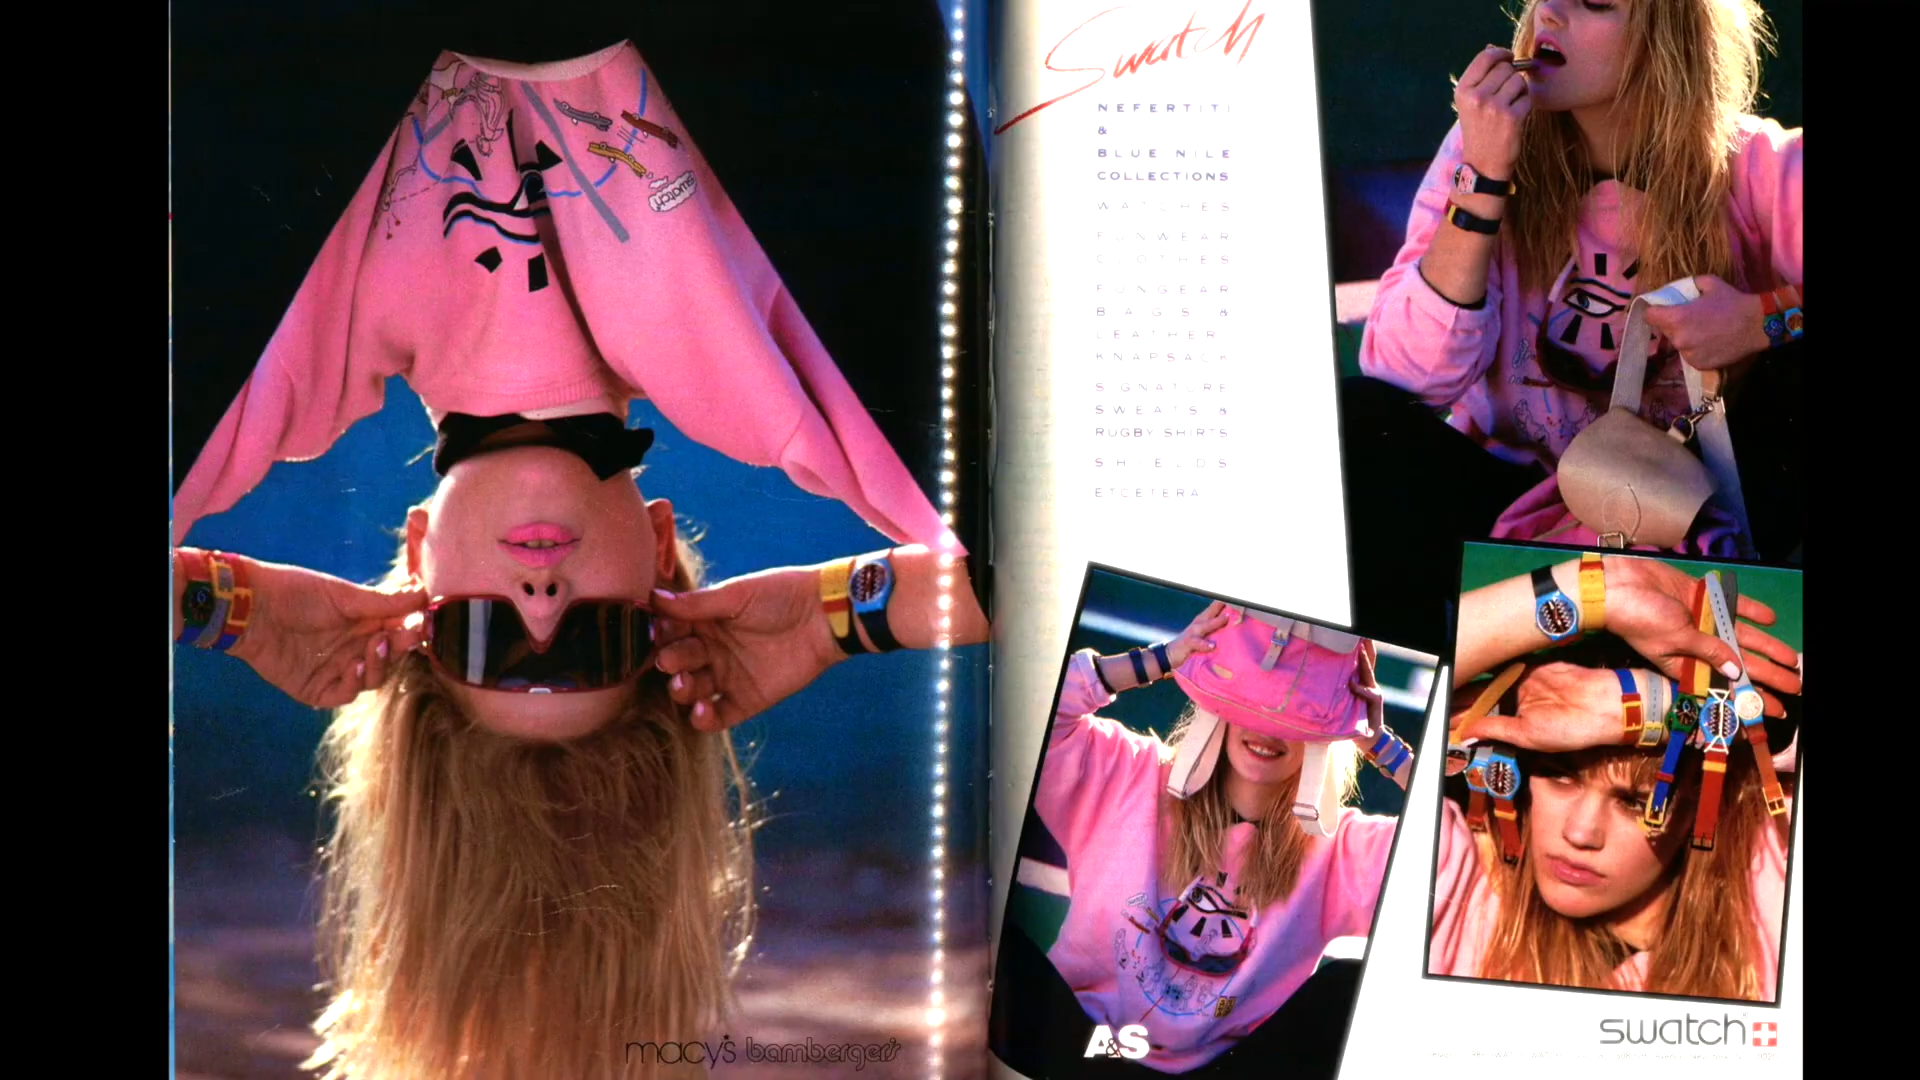 swatch
macy's bamberger's
Swatch
NEFERTITI
&
BLUE NILE
COLLECTIONS
WATCHES
FUNWEAR
CLOTHES
FUNGEAR
BAGS &
LEATHER
KNAPSACK
SIGNATURE
SWEATS &
RUGBY SHIRTS
SHIELDS
ETCETERA
A&S
swatch